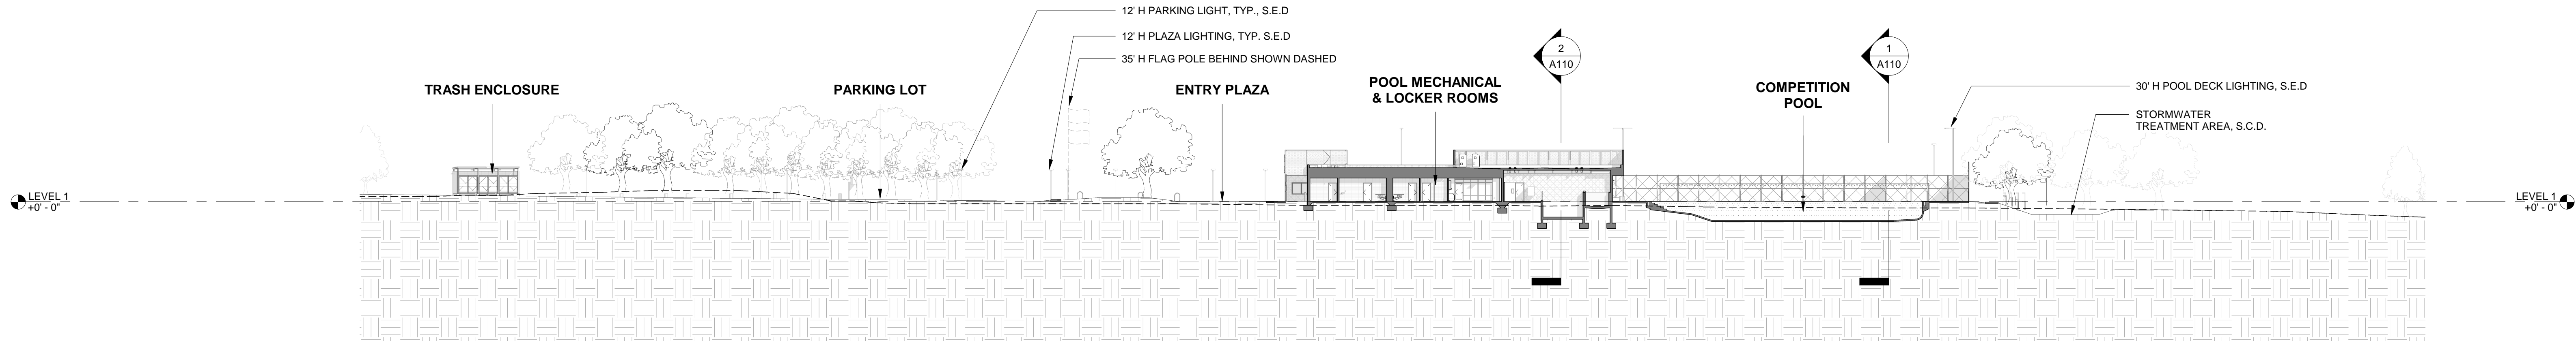 12' H PARKING LIGHT, TYP., S.E.D
12' H PLAZA LIGHTING, TYP. S.E.D
35' H FLAG POLE BEHIND SHOWN DASHED
2
A110
1
A110
TRASH ENCLOSURE
PARKING LOT
ENTRY PLAZA
POOL MECHANICAL
& LOCKER ROOMS
COMPETITION
POOL
30' H POOL DECK LIGHTING, S.E.D
STORMWATER
TREATMENT AREA, S.C.D.
LEVEL 1
+0' - 0"
LEVEL 1
+0' - 0"